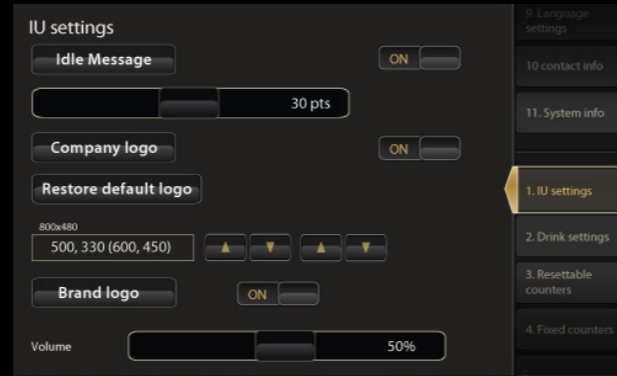 IU settings
Idle Message
ON
30 pts
Company logo
ON
Restore default logo
800x480
500, 330 (600, 450)
Brand logo
ON
Volume
50%
9. Language
settings
10 contact info
11. System info
1. IU settings
2. Drink settings
3. Resettable
counters
4. Fixed counters